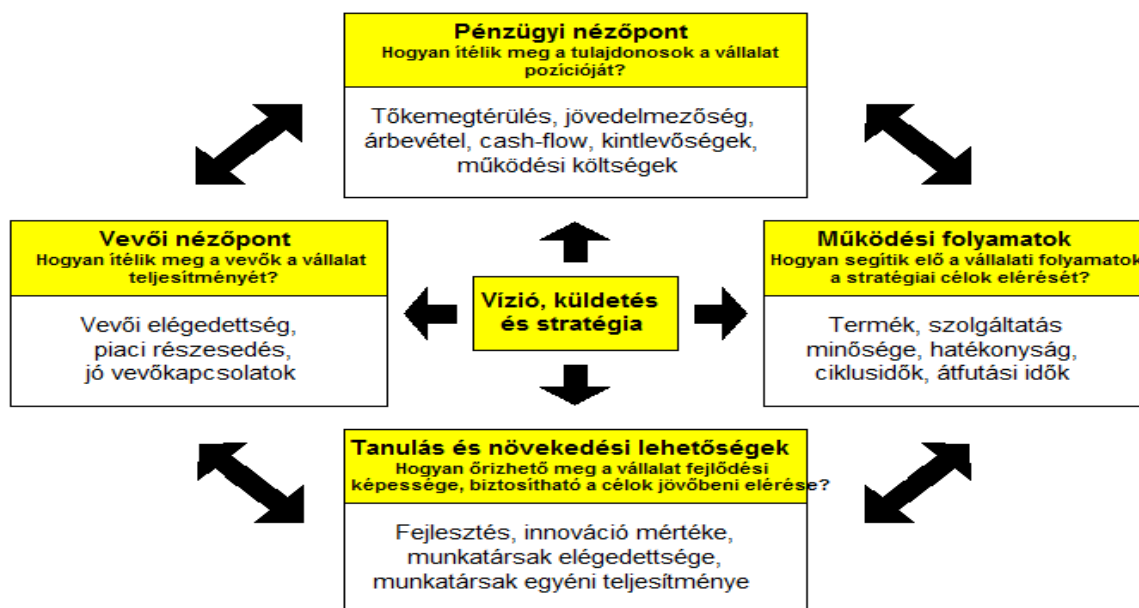 Pénzügyi nézőpont
Hogyan ítélik meg a tulajdonosok a vállalat
pozícióját?
Tőkemegtérülés, jövedelmezőség,
árbevétel, cash-flow, kintlevőségek,
működési költségek
Vevői nézőpont
Hogyan ítélik meg a vevők a vállalat
teljesítményét?
Vevői elégedettség,
piaci részesedés,
jó vevőkapcsolatok
Vízió, küldetés
és stratégia
Működési folyamatok
Hogyan segítik elő a vállalati folyamatok
a stratégiai célok elérését?
Termék, szolgáltatás
minősége, hatékonyság,
ciklusidők, átfutási idők
Tanulás és növekedési lehetőségek
Hogyan őrizhető meg a vállalat fejlődési
képessége, biztosítható a célok jövőbeni elérése?
Fejlesztés, innováció mértéke,
munkatársak elégedettsége,
munkatársak egyéni teljesítménye